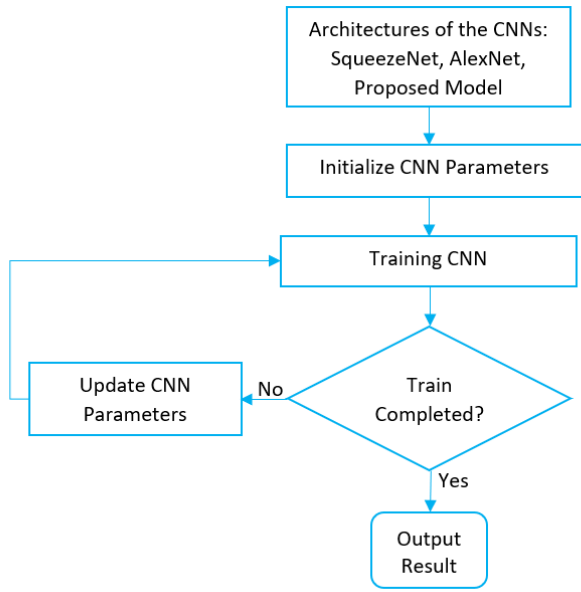 Architectures of the CNNs:
SqueezeNet, AlexNet,
Proposed Model
Initialize CNN Parameters
Training CNN
Train
Completed?
No
Update CNN
Parameters
Yes
Output
Result